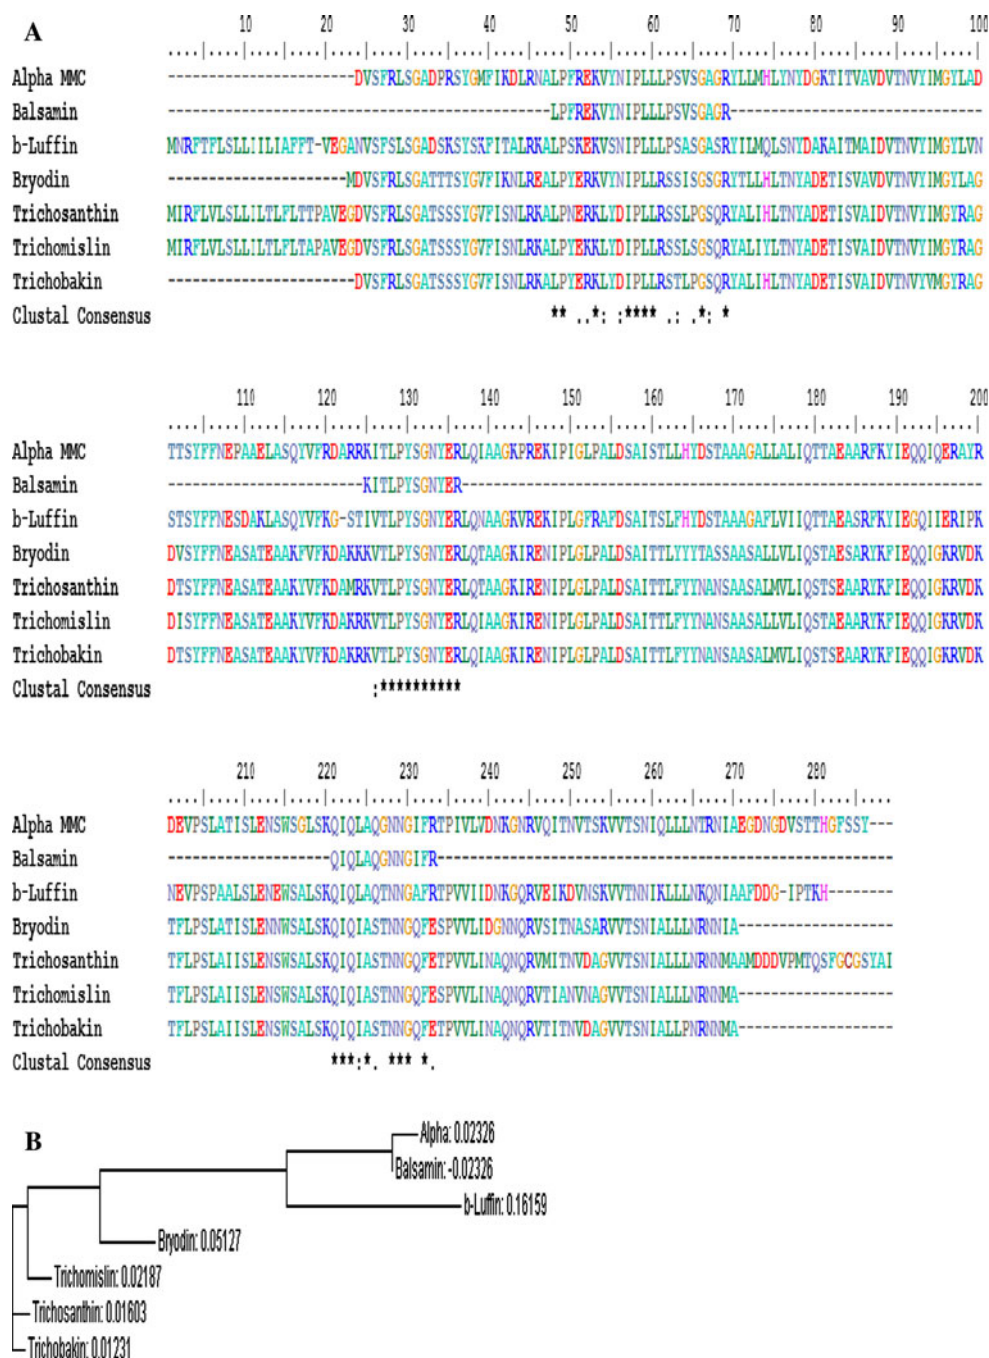 A
10 20 30 40 50 60 70 80 90 100
Alpha MMC -----------------------DVSFRLSGADPRSYGMFIKDLRNALPFREKVYNIPLLLPSVSGAGRYLLMHLYNYDGKTITVAVDVTNVYIMGYLAD
Balsamin -----------------------------------------------LPFREKVYNIPLLLPSVSGAGR-------------------------------
b-Luffin MNRFTFLSLLILIAFFT-VEGANVSFSLSGADSKSYSKFITALRKALPSKEKVSNIPLLLPSASGASRYILMQLSNYDAKAITMAIDVTNVYIMGYLVN
Bryodin ----------------------MDVSFRLSGATTTSYGVFIKNLREALPYERKVYNIPLLRSSISGSGRYTLLHLTNYADETISVAVDVTNVYIMGYLAG
Trichosanthin MIRFLVLSLLILTLFLTTPAVEGDVSFRLSGATSSSYGVFISNLRKALPNERKLYDIPLLRSSLPGSQRYALIHLTNYADETISVAIDVTNVYIMGYRAG
Trichomislin MIRFLVLSLLILTLFLTAPAVEGDVSFRLSGATSSSYGVFISNLRKALPYEKKLYDIPLLRSSLSGSQRYALIYLTNYADETISVAIDVTNVYIMGYRAG
Trichobakin -----------------------DVSFRLSGATSSSYGVFISNLRKALPYERKLYDIPLLRSTLPGSQRYALIHLTNYADETISVAIDVTNVYVMGYRAG
Clustal Consensus ** ..*: :**** .: .*: *
110 120 130 140 150 160 170 180 190 200
Alpha MMC TTSYFFNEPAAELASQYVFRDARRKITLPYSGNYERLQIAAGKPREKIPIGLPALDSAISTLLHYDSTAAAGALLALIQTTAEAARFKYIEQQIQERAYR
Balsamin ------------------------KITLPYSGNYER----------------------------------------------------------------
b-Luffin STSYFFNESDAKLASQYVFKG-STIVTLPYSGNYERLQNAAGKVREKIPLGFRAFDSAITSLFHYDSTAAAGAFLVIIQTTAEASRFKYIEGQIIERIPK
Bryodin DVSYFFNEASATEAAKFVFKDAKKKVTLPYSGNYERLQTAAGKIRENIPLGLPALDSAITTLYYYTASSAASALLVLIQSTAESARYKFIEQQIGKRVDK
Trichosanthin DTSYFFNEASATEAAKYVFKDAMRKVTLPYSGNYERLQTAAGKIRENIPLGLPALDSAITTLFYYNANSAASALMVLIQSTSEAARYKFIEQQIGKRVDK
Trichomislin DISYFFNEASATEAAKYVFKDAKRKVTLPYSGNYERLQIAAGKIRENIPLGLPALDSAITTLFYYNANSAASALLVLIQSTAEAARYKFIEQQIGKRVDK
Trichobakin DTSYFFNEASATEAAKYVFKDAKRKVTLPYSGNYERLQIAAGKIRENIPLGLPALDSAITTLFYYNANSAASALMVLIQSTSEAARYKFIEQQIGKRVDK
Clustal Consensus :**********
210 220 230 240 250 260 270 280
Alpha MMC DEVPSLATISLENSWSGLSKQIQLAQGNNGIFRTPIVLVDNKGNRVQITNVTSKVVTSNIQLLLNTRNIAEGDNGDVSTTHGFSSY---
Balsamin --------------------QIQLAQGNNGIFR--------------------------------------------------------
b-Luffin NEVPSPAALSLENEWSALSKQIQLAQTNNGAFRTPVVIIDNKGQRVEIKDVNSKVVTNNIKLLLNKQNIAAFDDG-IPTKH--------
Bryodin TFLPSLATISLENNWSALSKQIQIASTNNGQFESPVVLIDGNNQRVSITNASARVVTSNIALLLNRNNIA-------------------
Trichosanthin TFLPSLAIISLENSWSALSKQIQIASTNNGQFETPVVLINAQNQRVMITNVDAGVVTSNIALLLNRNNMAAMDDDVPMTQSFGCGSYAI
Trichomislin TFLPSLAIISLENSWSALSKQIQIASTNNGQFESPVVLINAQNQRVTIANVNAGVVTSNIALLLNRNNMA-------------------
Trichobakin TFLPSLAIISLENSWSALSKQIQIASTNNGQFETPVVLINAQNQRVTITNVDAGVVTSNIALLPNRNNMA-------------------
Clustal Consensus ***:*. *** *.
B
Alpha: 0.02326
Balsamin: -0.02326
b-Luffin: 0.16159
Bryodin: 0.05127
Trichomislin: 0.02187
Trichosanthin: 0.01603
Trichobakin: 0.01231